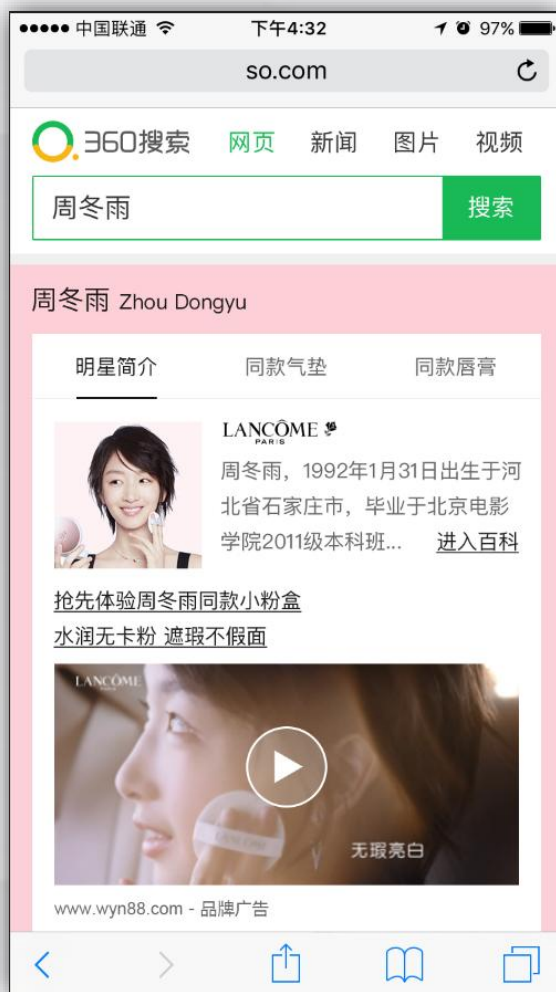 中国联通 下午4:32 97%
so.com
360搜索 网页 新闻 图片 视频
周冬雨 搜索
周冬雨 Zhou Dongyu
明星简介 同款气垫 同款唇膏
LANCÔME
PARIS
周冬雨，1992年1月31日出生于河
北省石家庄市，毕业于北京电影
学院2011级本科班... 进入百科
抢先体验周冬雨同款小粉盒
水润无卡粉 遮瑕不假面
LANCÔME
PARIS
LANCOME
无瑕亮白
www.wyn88.com - 品牌广告